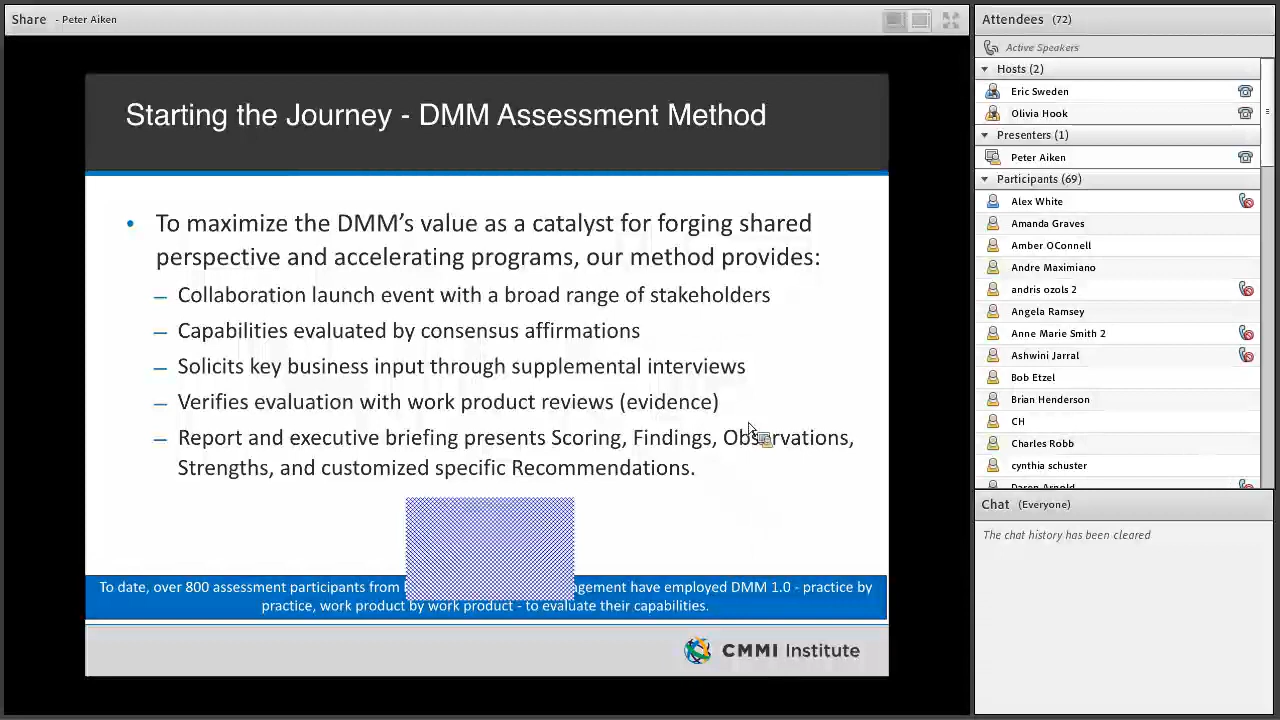 Share - Peter Aiken
Starting the Journey - DMM Assessment Method
• To maximize the DMM's value as a catalyst for forging shared
perspective and accelerating programs, our method provides:
– Collaboration launch event with a broad range of stakeholders
– Capabilities evaluated by consensus affirmations
– Solicits key business input through supplemental interviews
– Verifies evaluation with work product reviews (evidence)
– Report and executive briefing presents Scoring, Findings, Observations,
Strengths, and customized specific Recommendations.
To date, over 800 assessment participants from have employed DMM 1.0 - practice by
practice, work product by work product - to evaluate their capabilities.
CMMI Institute
Attendees (72)
Active Speakers
Hosts (2)
Eric Sweden
Olivia Hook
Presenters (1)
Peter Aiken
Participants (69)
Alex White
Amanda Graves
Amber OConnell
Andre Maximiano
andris ozols 2
Angela Ramsey
Anne Marie Smith 2
Ashwini Jarral
Bob Etzel
Brian Henderson
CH
Charles Robb
cynthia schuster
Daren Arnold
Chat (Everyone)
The chat history has been cleared